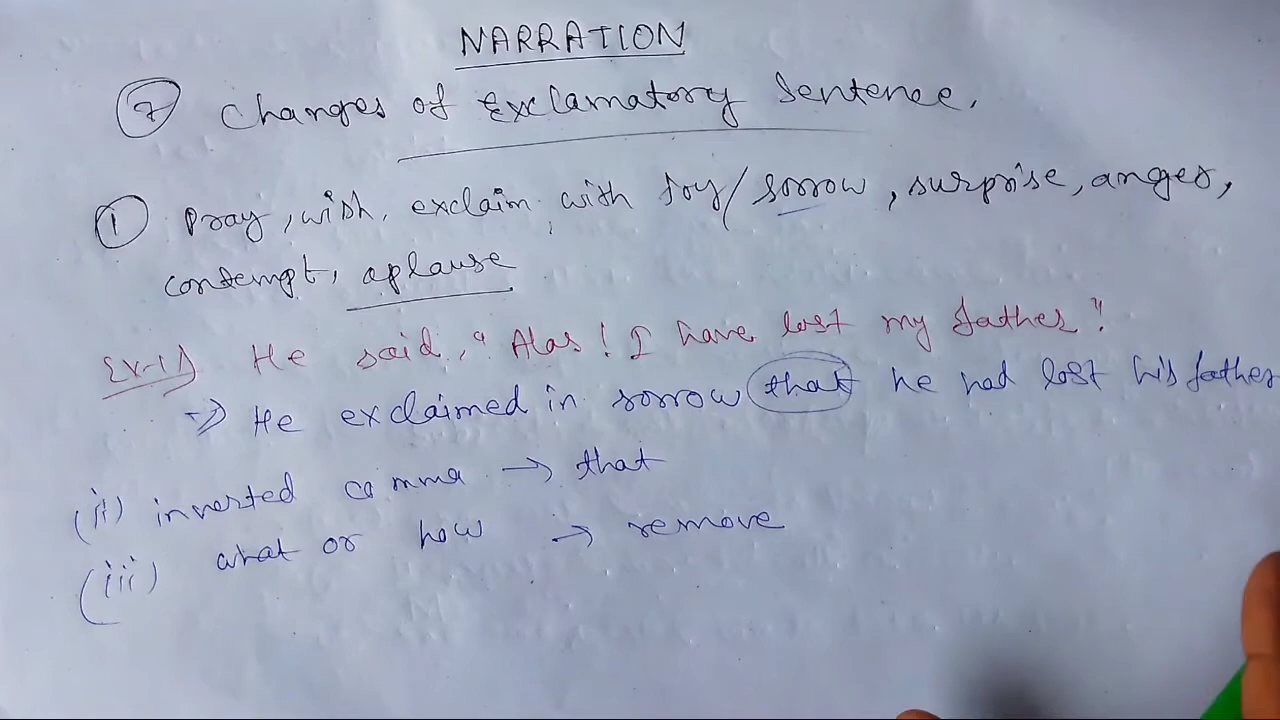 NARRATION
7 Changes of Exclamatory Sentence.
1 Pray, wish, exclaim with Joy/sorrow, surprise, anger,
contempt, aplause
Ex-1) He said, "Alas! I have lost my father".
=> He exclaimed in sorrow that he had lost his father
(ii) inverted comma → that
(iii) what or how → remove